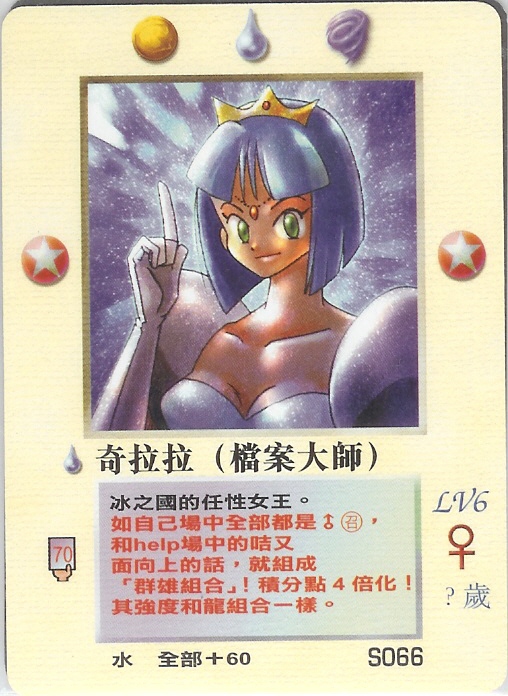 奇拉拉（檔案大師）
冰之國的任性女王。
如自己場中全部都是♀召，
和help場中的咭又
面向上的話，就組成
「群雄組合」！積分點４倍化！
其強度和龍組合一樣。
LV6
70
♀
？歲
水　全部＋60
S066